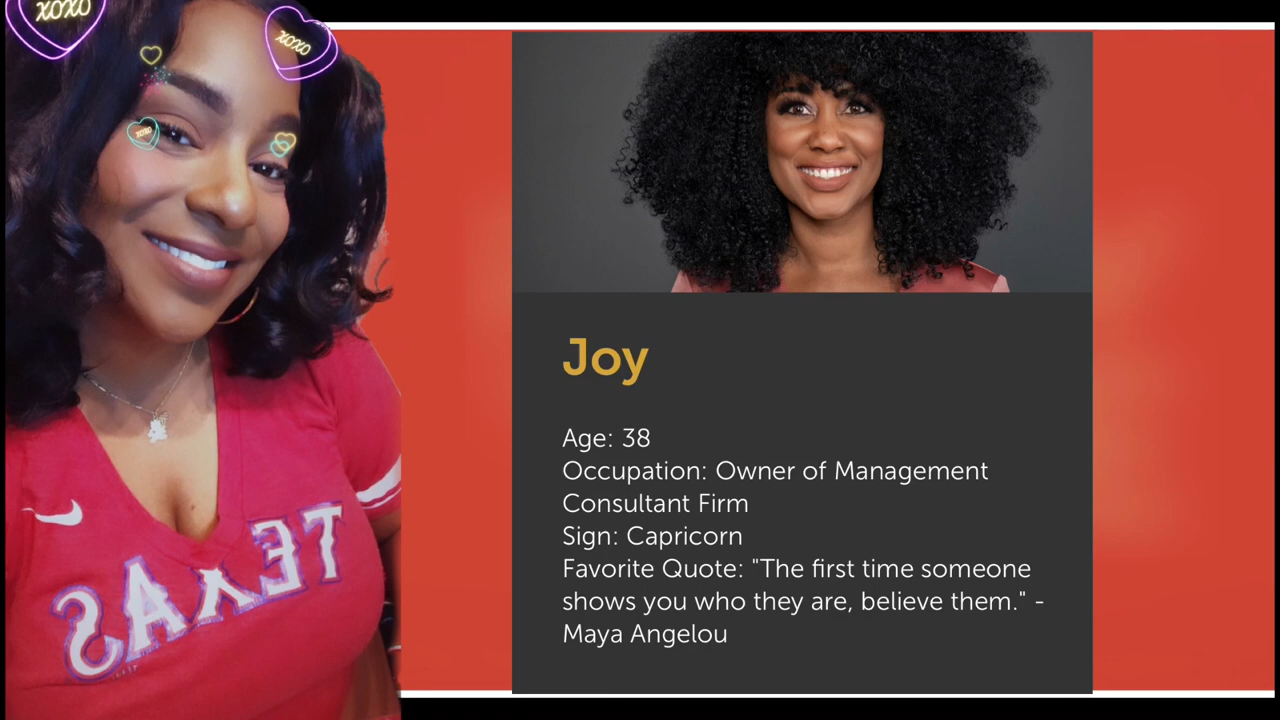 xoxo
xoxo
xoxo
TEXAS
Joy
Age: 38
Occupation: Owner of Management
Consultant Firm
Sign: Capricorn
Favorite Quote: "The first time someone
shows you who they are, believe them." -
Maya Angelou